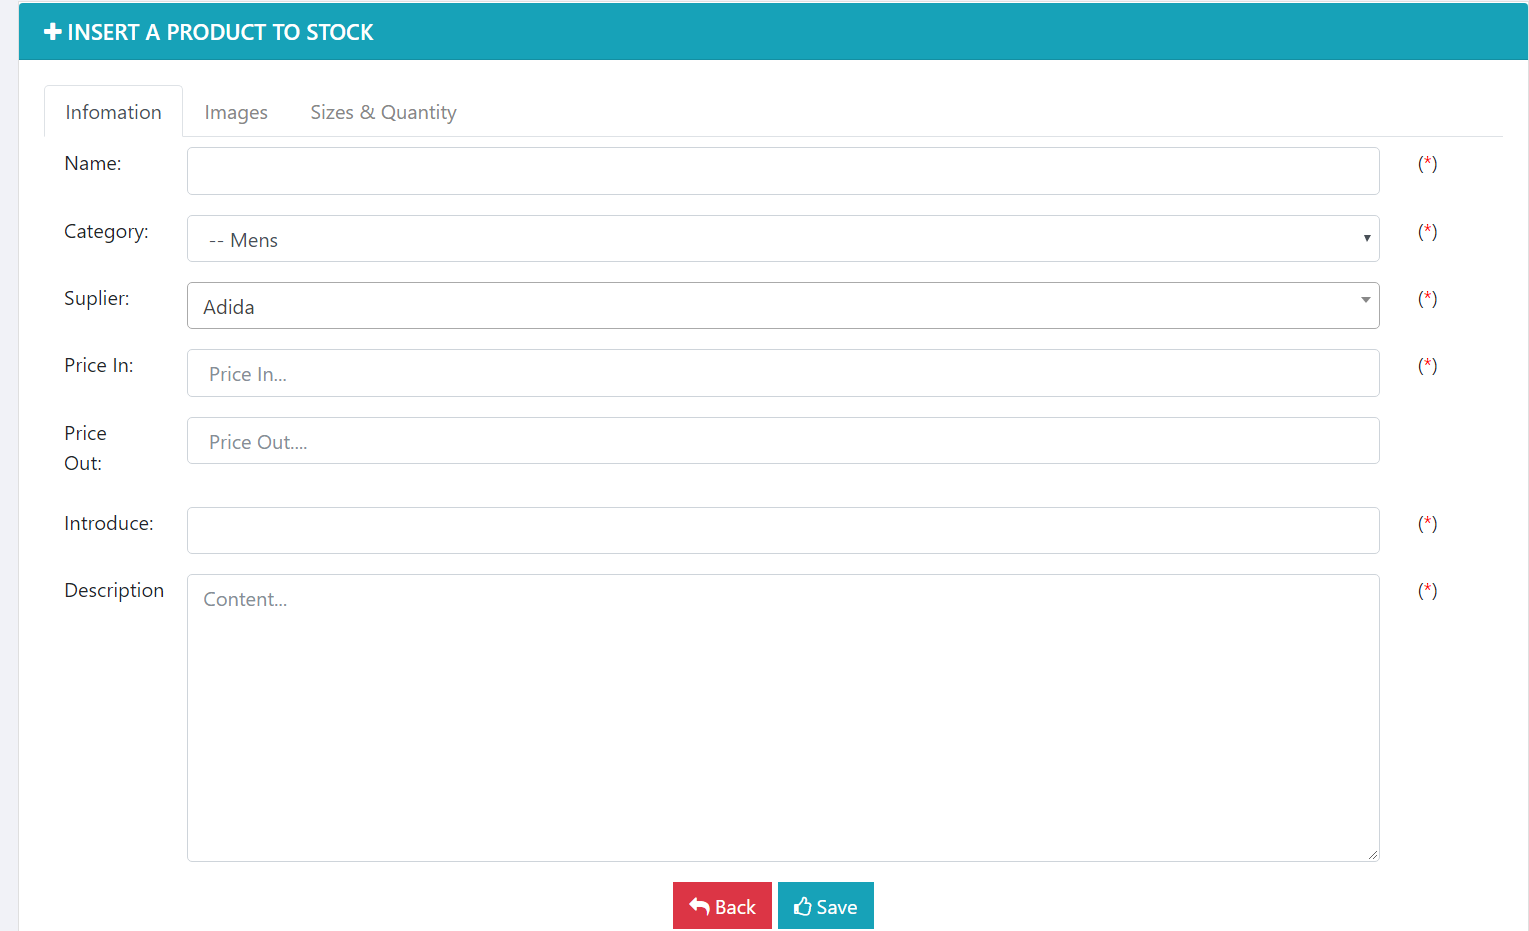 INSERT A PRODUCT TO STOCK
Infomation Images Sizes & Quantity
Name: (*)
Category: -- Mens (*)
Suplier: Adida (*)
Price In: Price In... (*)
Price Out: Price Out....
Introduce: (*)
Description Content... (*)
Back Save